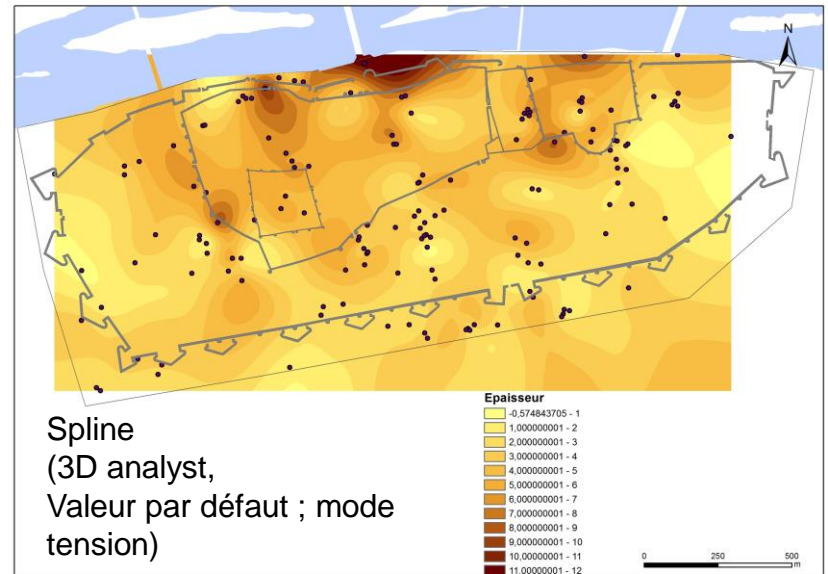 N
Spline
(3D analyst,
Valeur par défaut ; mode
tension)
Epaisseur
-0,574843705 - 1
1,000000001 - 2
2,000000001 - 3
3,000000001 - 4
4,000000001 - 5
5,000000001 - 6
6,000000001 - 7
7,000000001 - 8
8,000000001 - 9
9,000000001 - 10
10,00000001 - 11
11,00000001 - 12
0 250 500
m